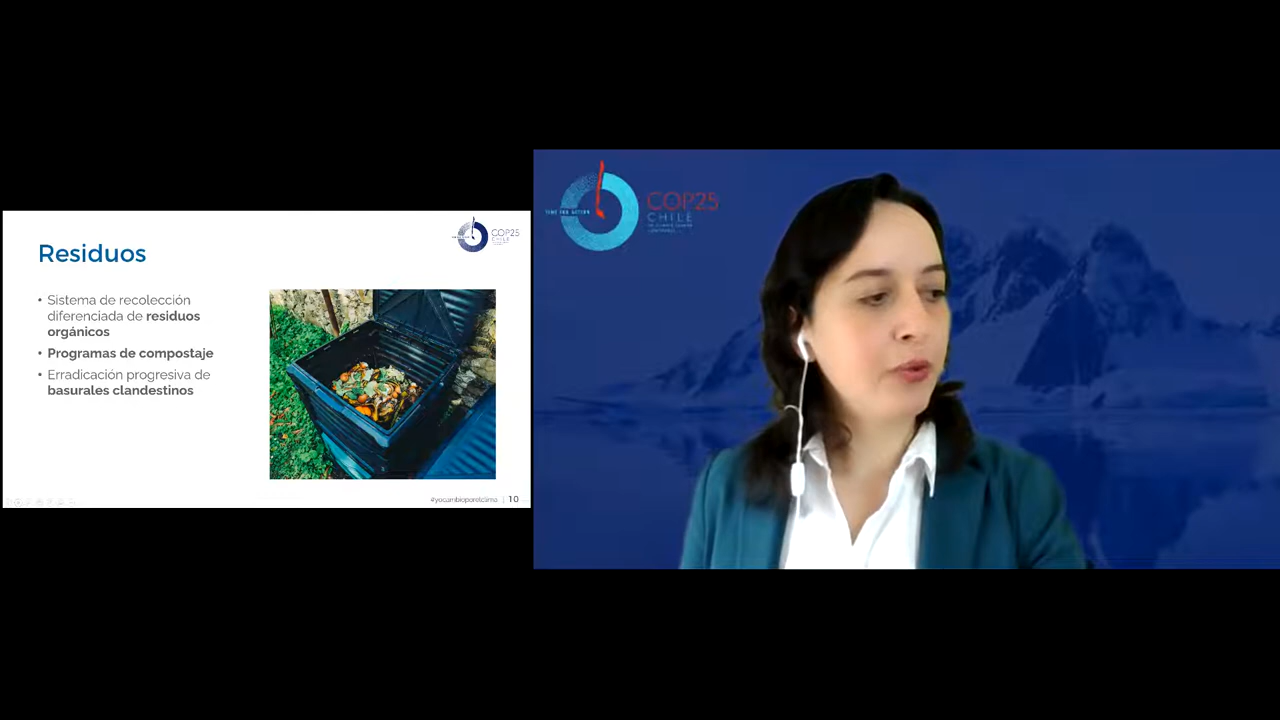 Residuos
COP25
CHILE
• Sistema de recolección
diferenciada de residuos
orgánicos
• Programas de compostaje
• Erradicación progresiva de
basurales clandestinos
#yocambioporelclima | 10
TIME FOR ACTION
COP25
CHILE